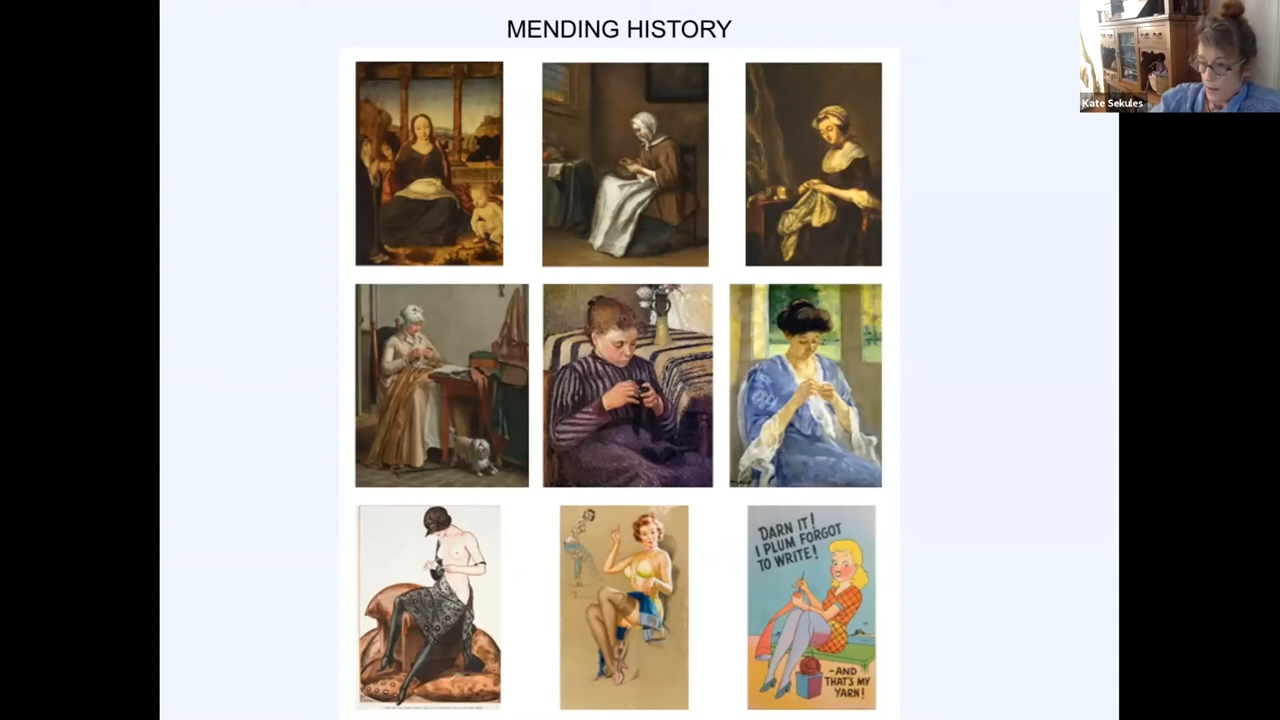 MENDING HISTORY
Kate Sekules
DARN IT!
I PLUM FORGOT
TO WRITE!
-AND
THAT'S MY
YARN!